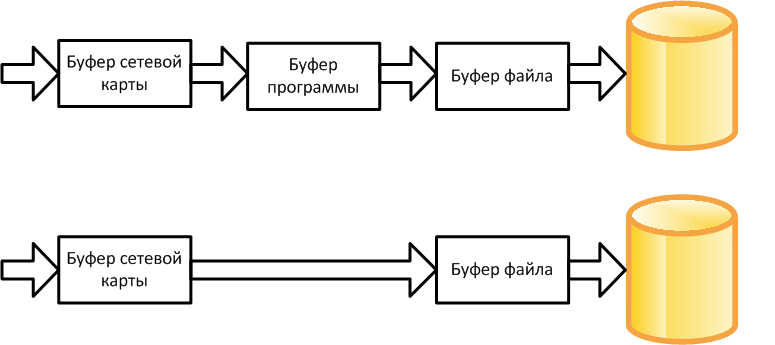 Буфер сетевой
карты
Буфер
программы
Буфер файла
Буфер сетевой
карты
Буфер файла